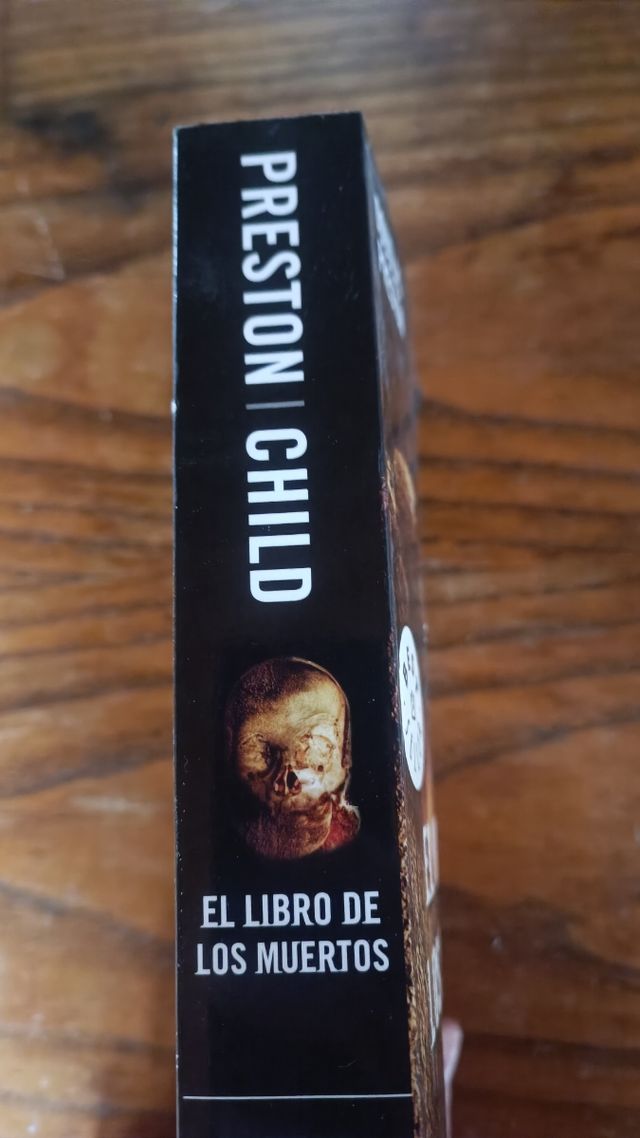 PRESTON | CHILD
EL LIBRO DE
LOS MUERTOS